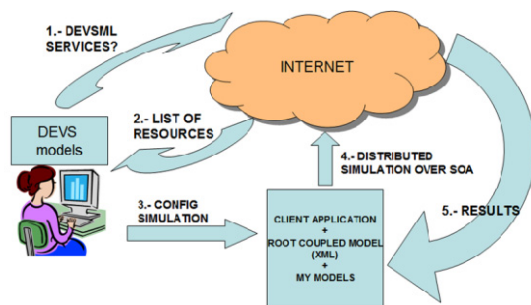 1.- DEVSML
SERVICES?
INTERNET
2.- LIST OF
RESOURCES
DEVS
models
4.- DISTRIBUTED
SIMULATION OVER SOA
3.- CONFIG
SIMULATION
CLIENT APPLICATION
+
ROOT COUPLED MODEL
(XML)
+
MY MODELS
5.- RESULTS